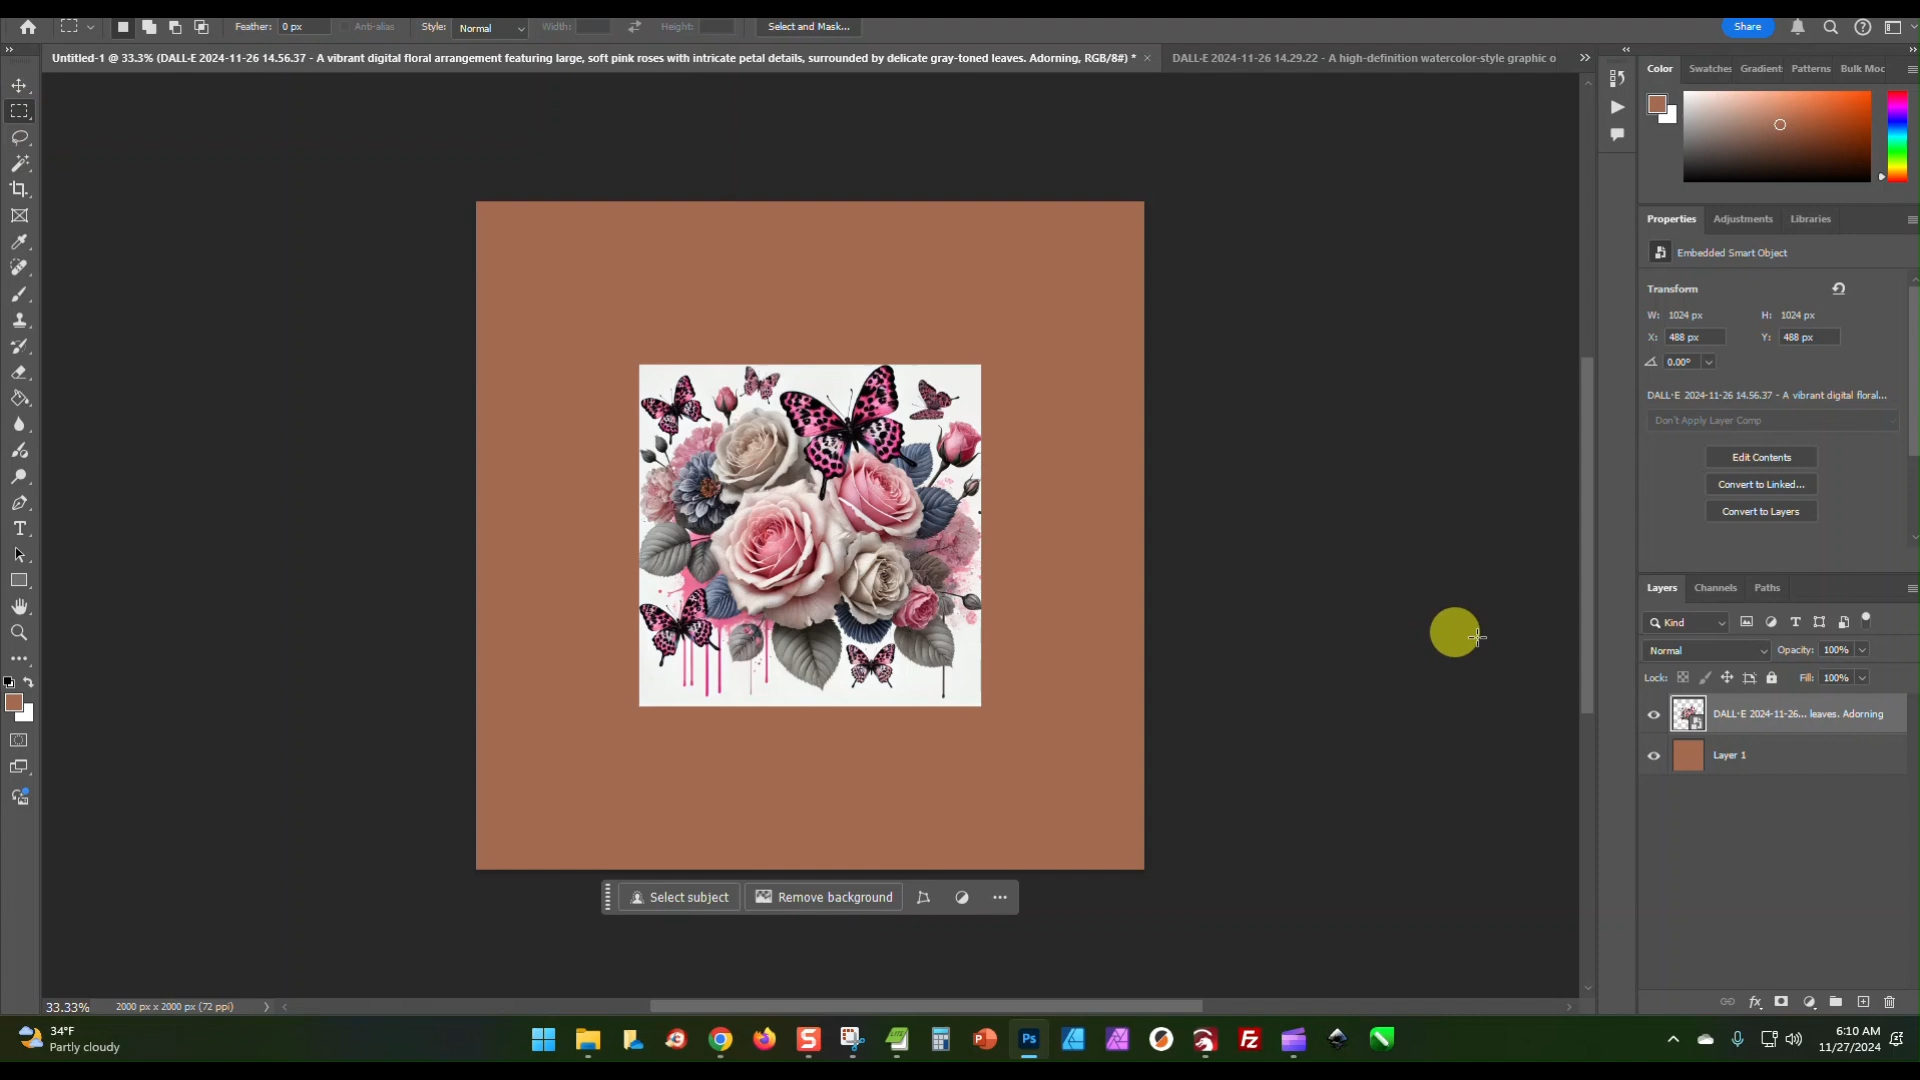 Feather: 0 px
Anti-alias
Style: Normal
Width:
Height:
Select and Mask...
Share
Untitled-1 @ 33.3% (DALL-E 2024-11-26 14.56.37 - A vibrant digital floral arrangement featuring large, soft pink roses with intricate petal details, surrounded by delicate gray-toned leaves. Adorning, RGB/8#) *
DALL-E 2024-11-26 14.29.22 - A high-definition watercolor-style graphic o
Color Swatches Gradient Patterns Bulk Moc
Properties Adjustments Libraries
Embedded Smart Object
Transform
W: 1024 px H: 1024 px
X: 488 px Y: 488 px
0.00°
DALL·E 2024-11-26 14.56.37 - A vibrant digital floral...
Don't Apply Layer Comp
Edit Contents
Convert to Linked...
Convert to Layers
Layers Channels Paths
Kind
Normal Opacity: 100%
Lock: Fill: 100%
DALL·E 2024-11-26... leaves. Adorning
Layer 1
Select subject
Remove background
33.33% 2000 px x 2000 px (72 ppi)
34°F
Partly cloudy
Ps
6:10 AM
11/27/2024